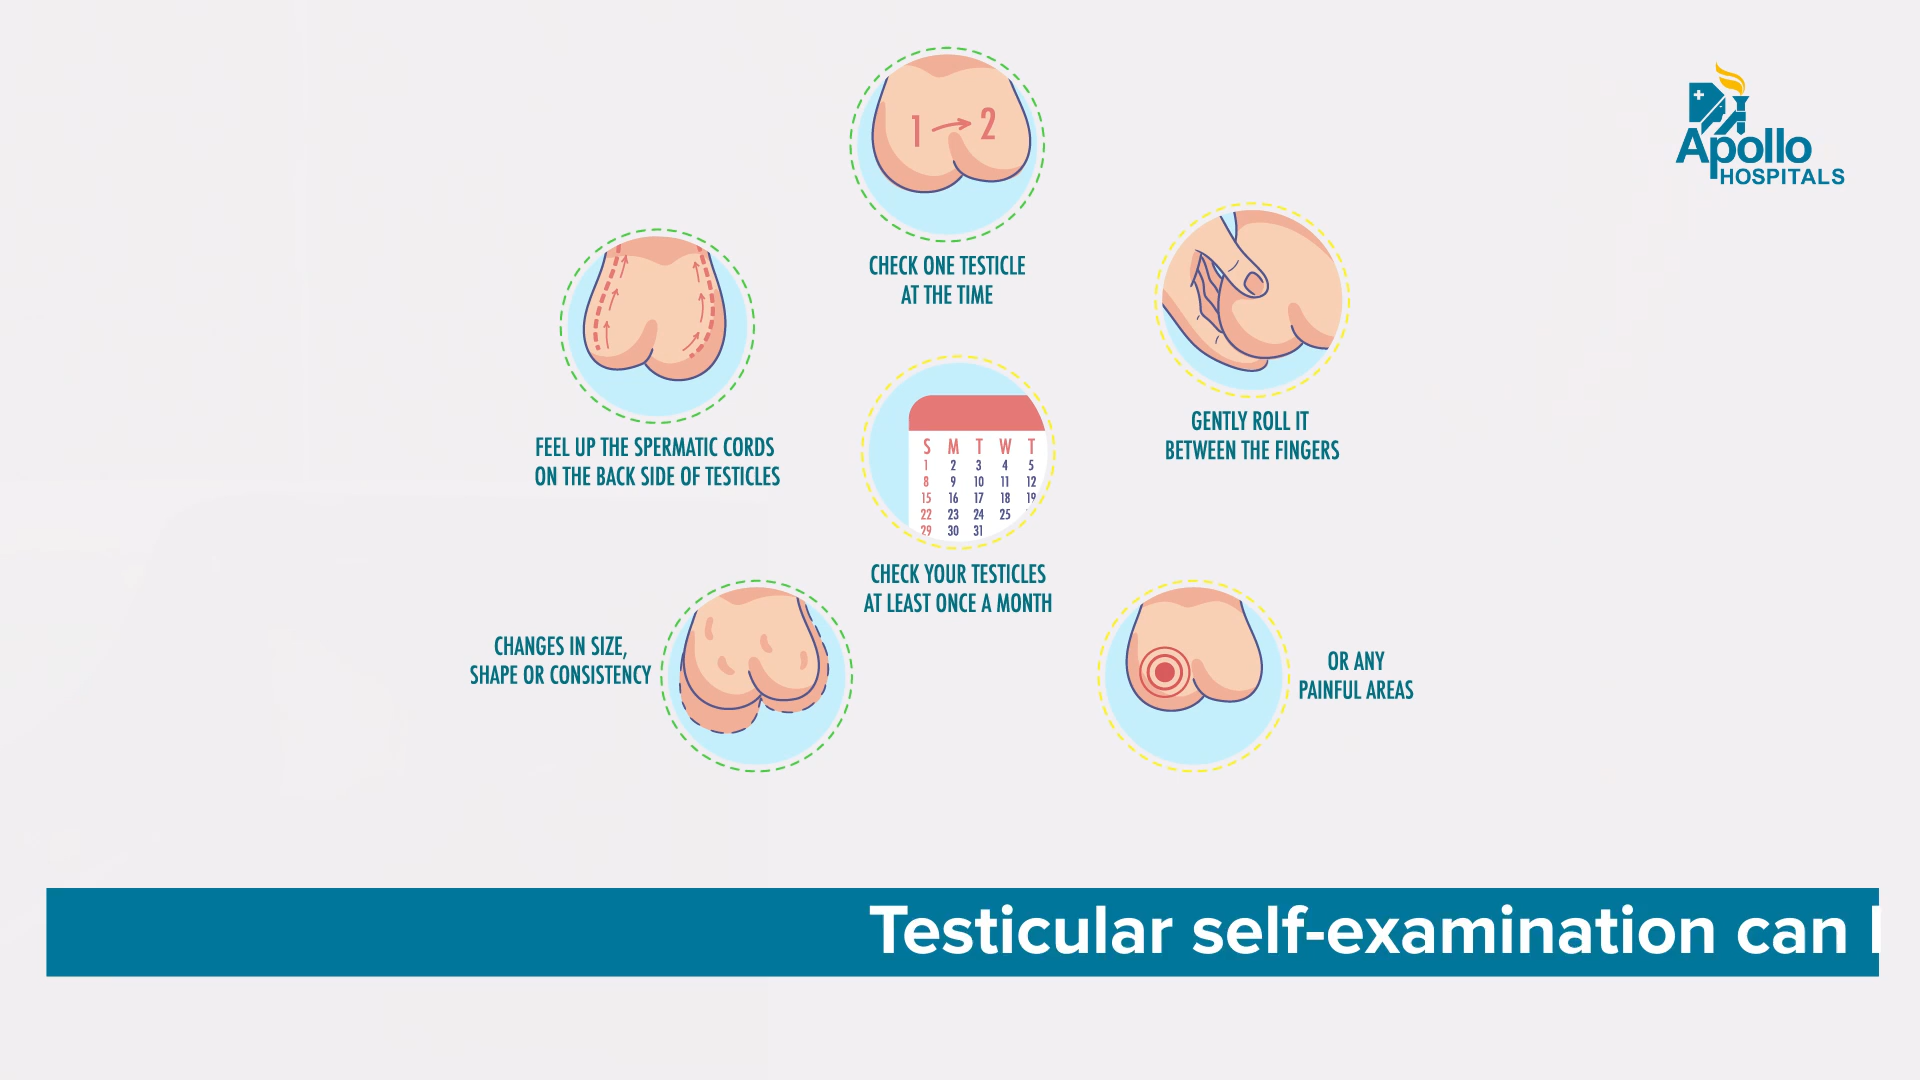 1 2
Apollo
HOSPITALS
CHECK ONE TESTICLE
AT THE TIME
FEEL UP THE SPERMATIC CORDS
ON THE BACK SIDE OF TESTICLES
GENTLY ROLL IT
BETWEEN THE FINGERS
S M T W T
1 2 3 4 5
8 9 10 11 12
15 16 17 18 19
22 23 24 25
29 30 31
CHECK YOUR TESTICLES
AT LEAST ONCE A MONTH
CHANGES IN SIZE,
SHAPE OR CONSISTENCY
OR ANY
PAINFUL AREAS
Testicular self-examination can